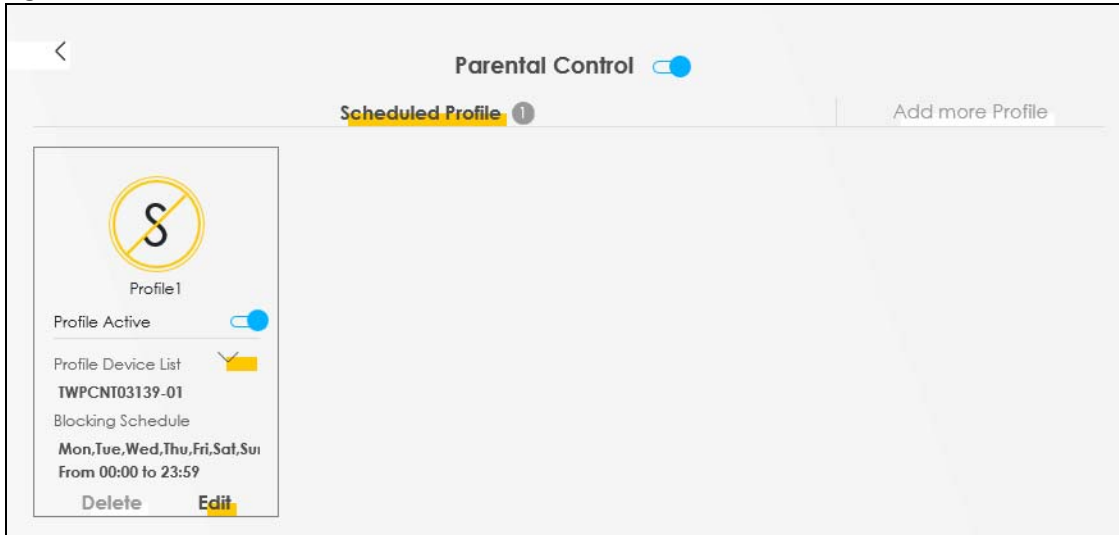 Parental Control
Scheduled Profile 1
Add more Profile
S
Profile1
Profile Active
Profile Device List
TWPCNT03139-01
Blocking Schedule
Mon,Tue,Wed,Thu,Fri,Sat,Su
From 00:00 to 23:59
Delete Edit